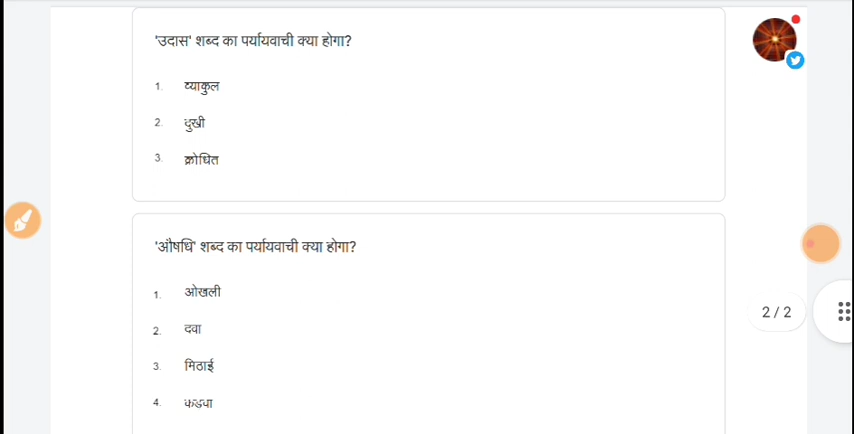 'उदास' शब्द का पर्यायवाची क्या होगा?
1. व्याकुल
2. दुखी
3. क्रोधित
'औषधि' शब्द का पर्यायवाची क्या होगा?
1. ओखली
2. दवा
2 / 2
3. मिठाई
4. कडवा